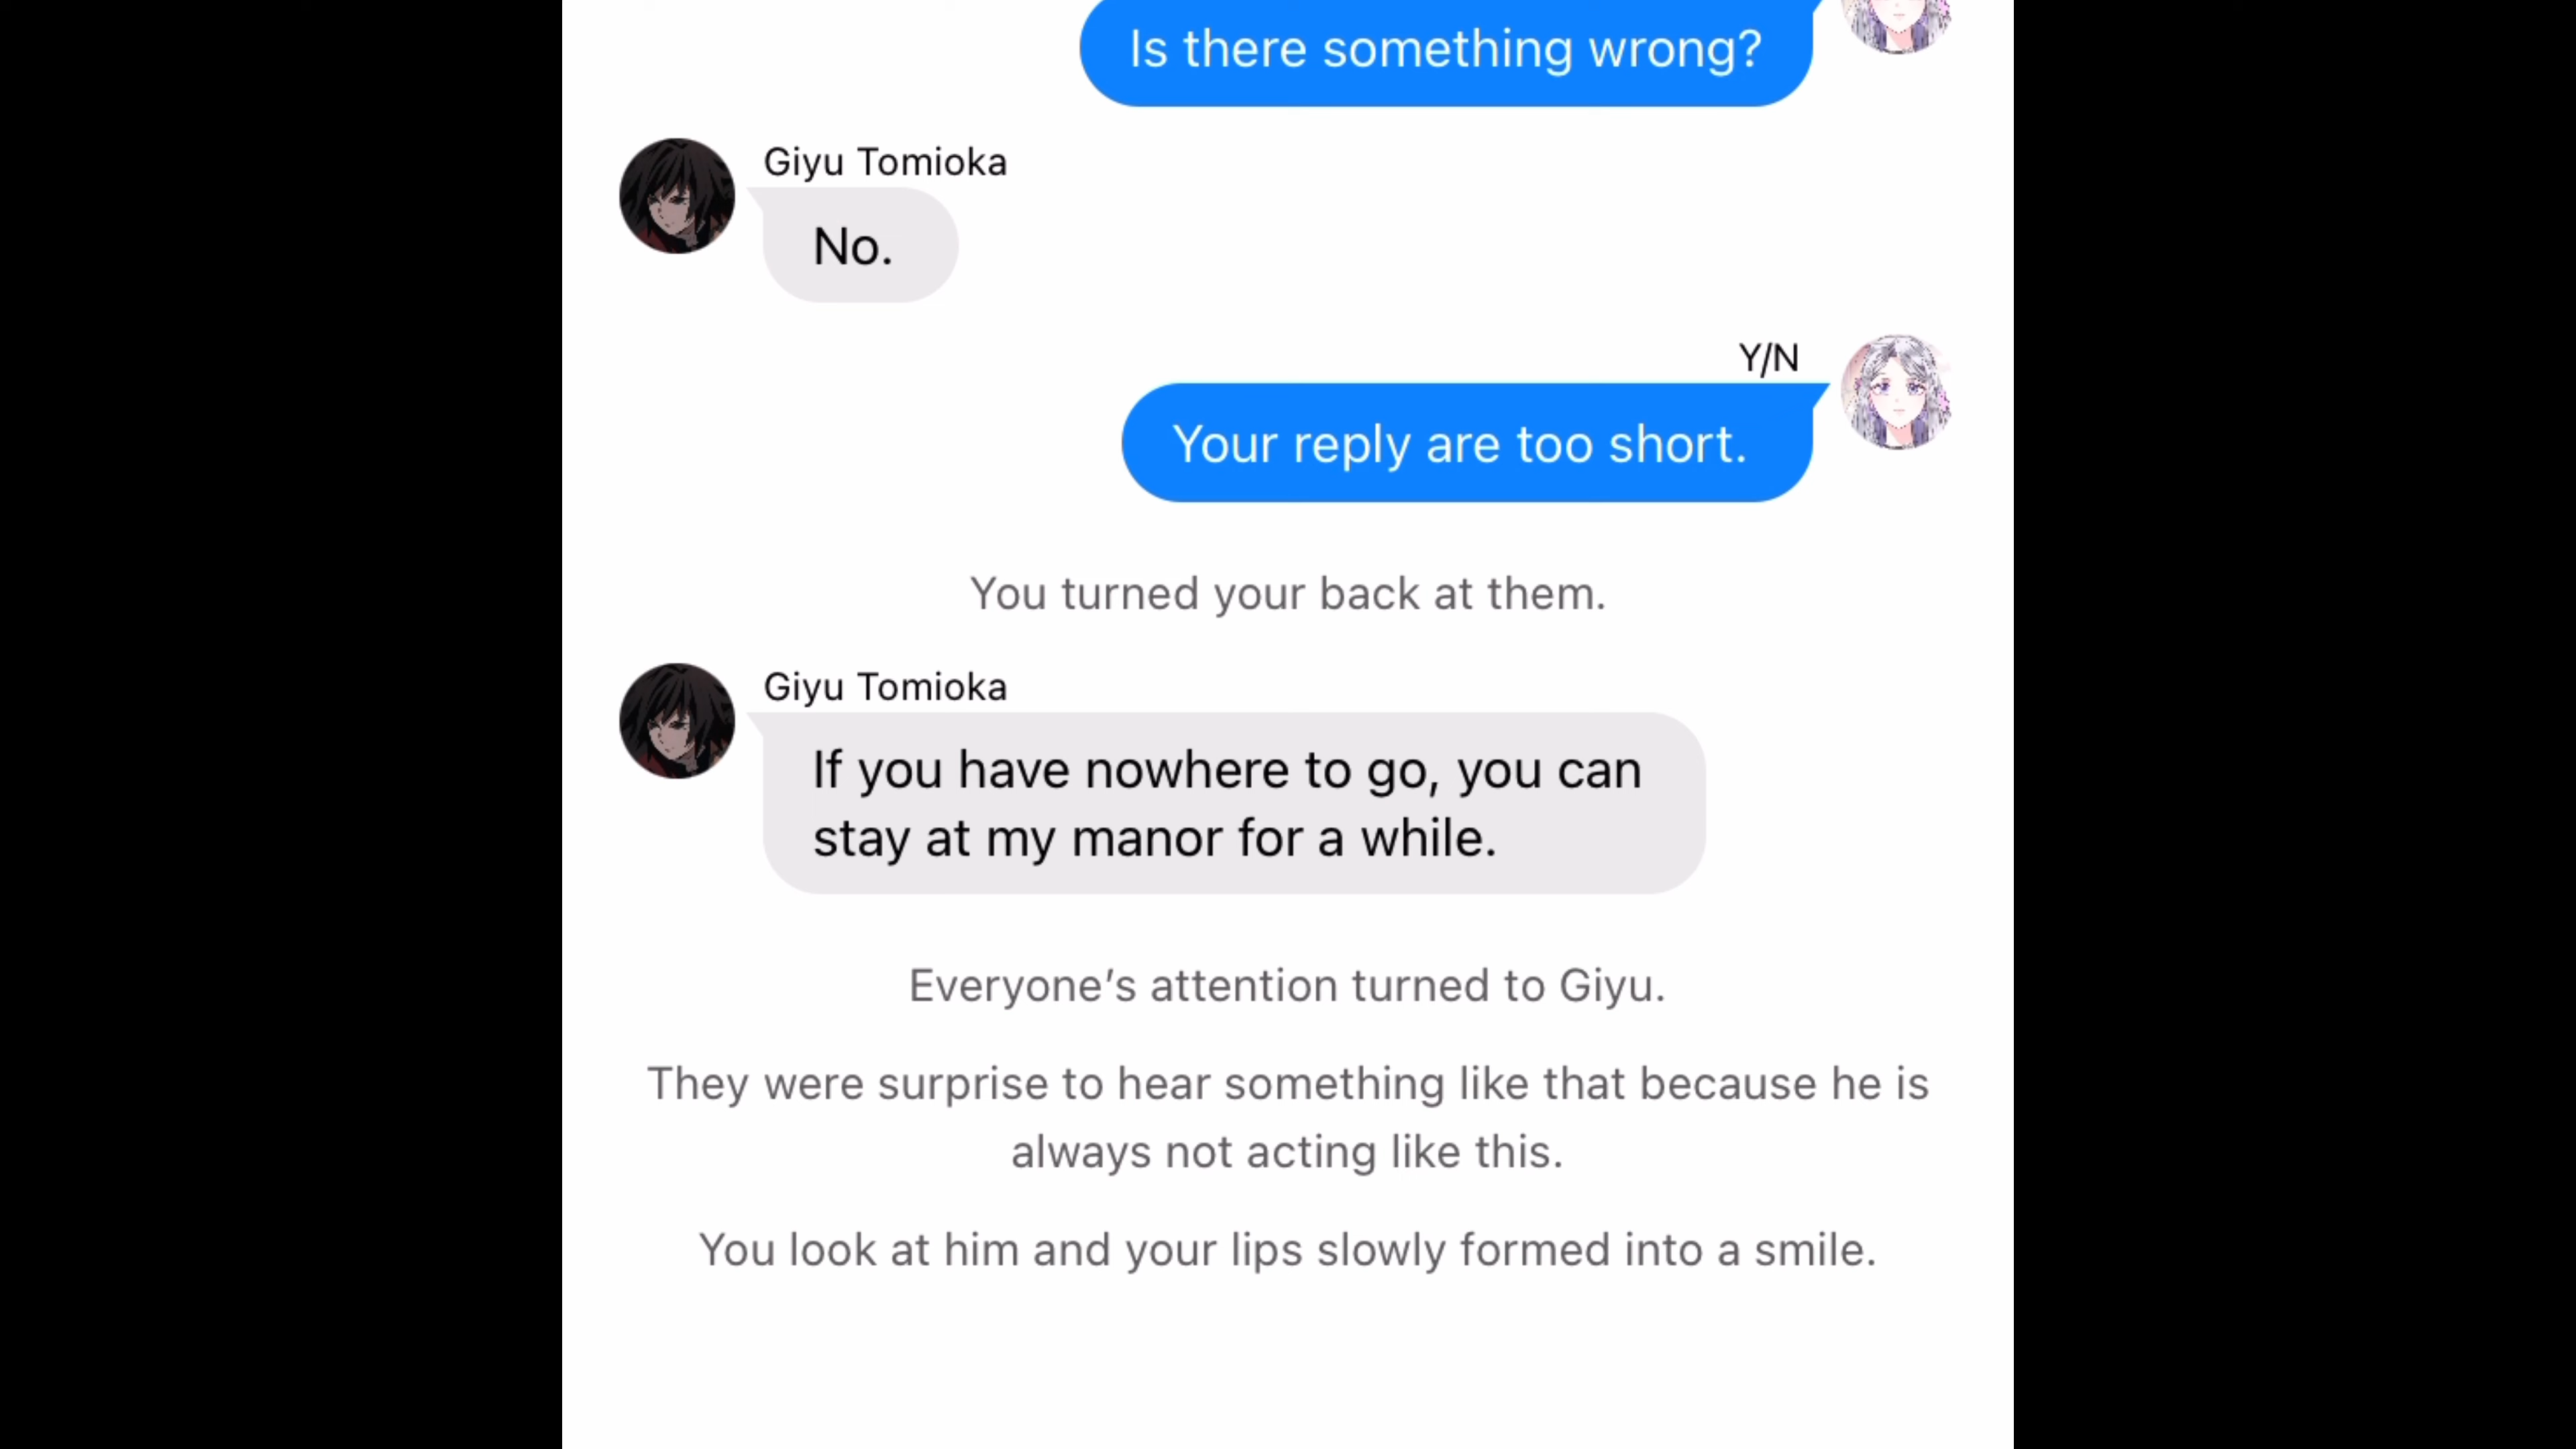 Is there something wrong?
Giyu Tomioka
No.
Y/N
Your reply are too short.
You turned your back at them.
Giyu Tomioka
If you have nowhere to go, you can
stay at my manor for a while.
Everyone’s attention turned to Giyu.
They were surprise to hear something like that because he is
always not acting like this.
You look at him and your lips slowly formed into a smile.